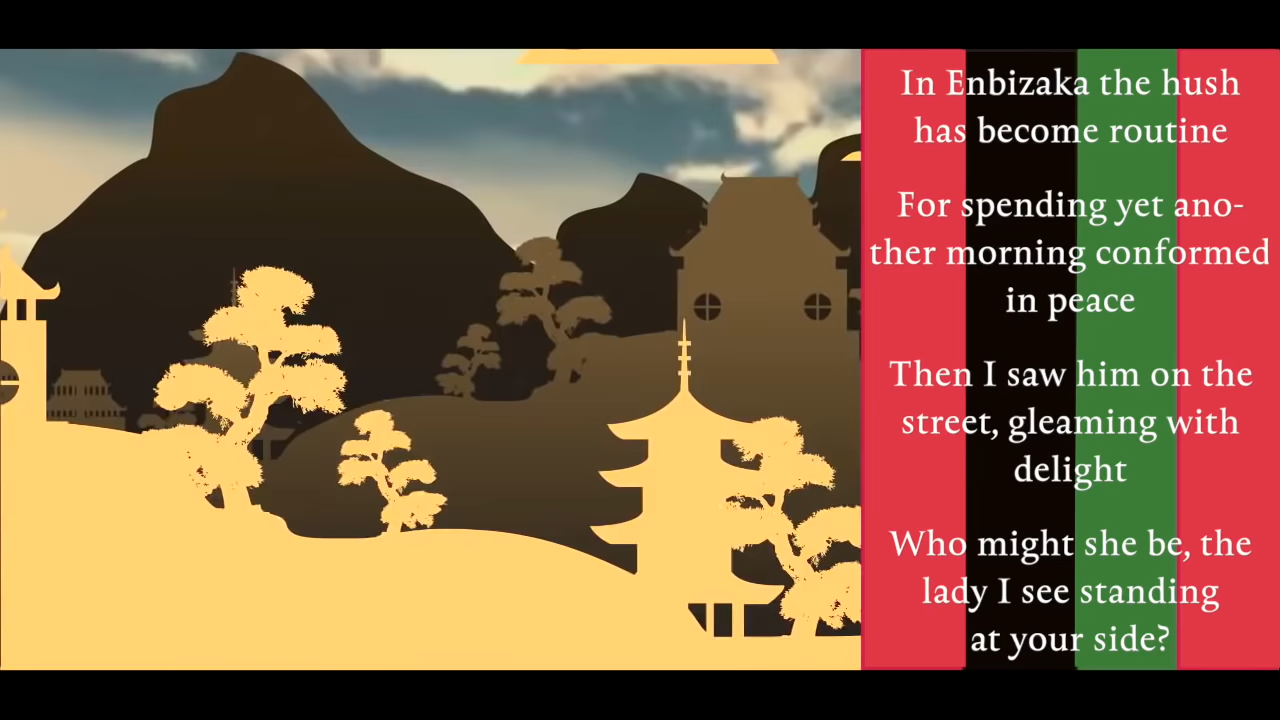 In Enbizaka the hush
has become routine
For spending yet ano-
ther morning conformed
in peace
Then I saw him on the
street, gleaming with
delight
Who might she be, the
lady I see standing
at your side?